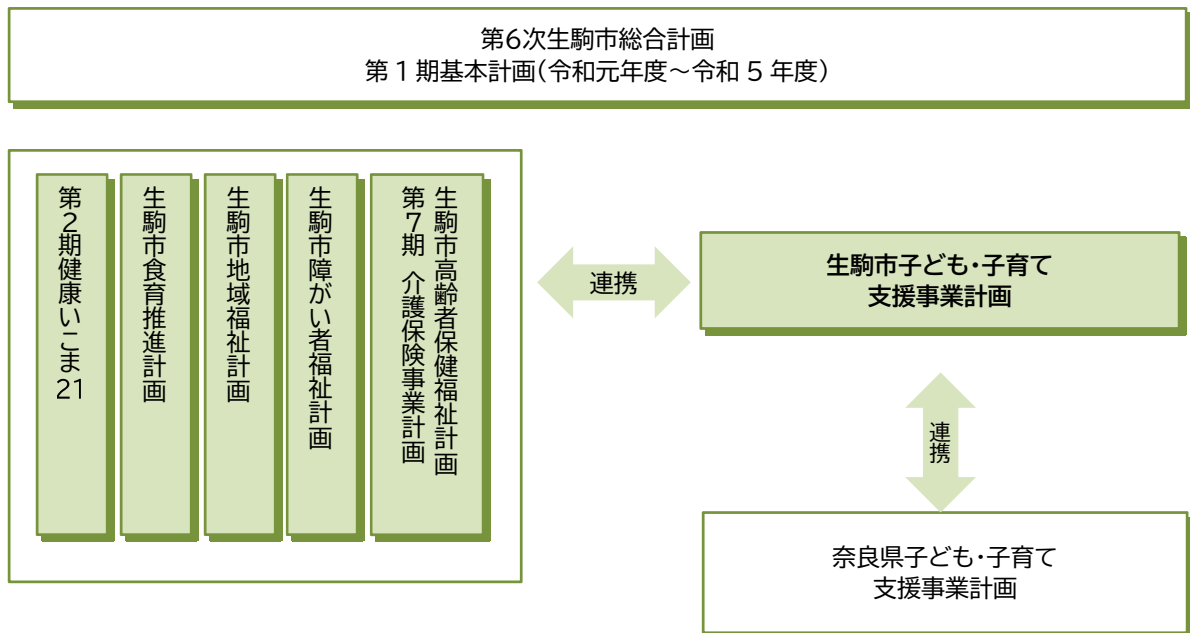 第6次生駒市総合計画
第1期基本計画(令和元年度～令和5年度)
第2期健康いこま21
生駒市食育推進計画
生駒市地域福祉計画
生駒市障がい者福祉計画
生駒市高齢者保健福祉計画
第7期 介護保険事業計画
連携
生駒市子ども・子育て
支援事業計画
連携
奈良県子ども・子育て
支援事業計画